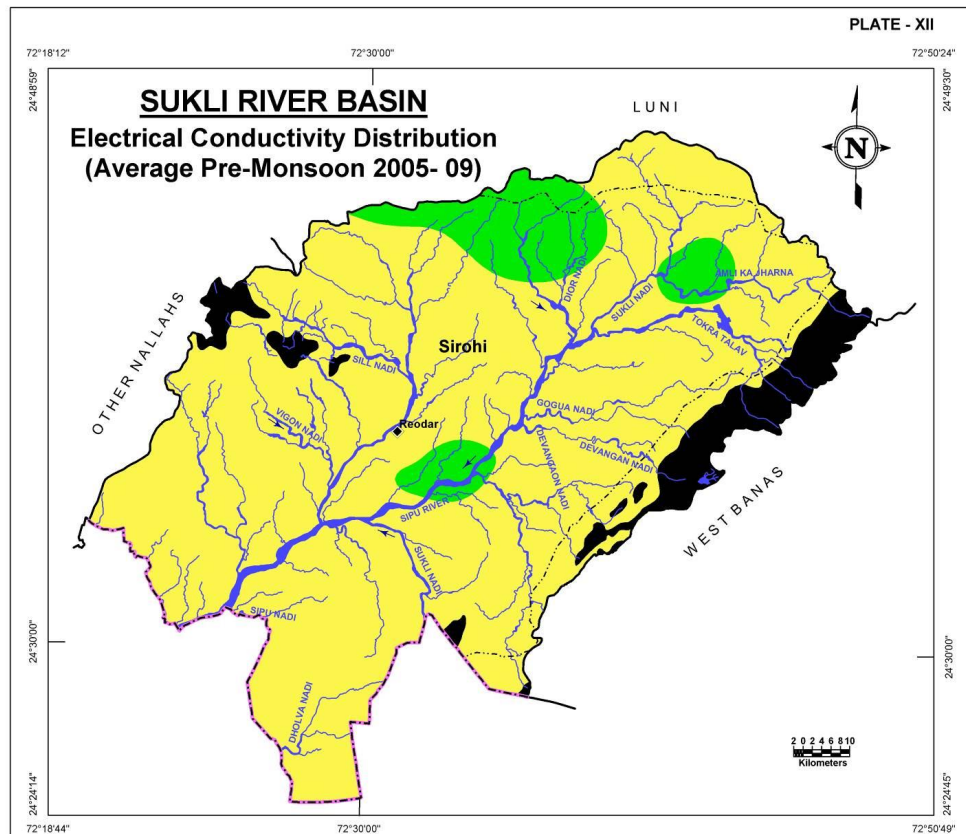 PLATE - XII
72°18'12"
72°30'00"
72°50'24"
24°48'59"
24°49'30"
SUKLI RIVER BASIN
Electrical Conductivity Distribution
(Average Pre-Monsoon 2005- 09)
LUNI
N
AMLI KA JHARNA
DIOR NADI
SUKLI NADI
TOKRA TALAV
OTHER NALLAHS
Sirohi
SILL NADI
GOGUA NADI
VIGON NADI
Reodar
DEVANGAON NADI
DEVANGAN NADI
WEST BANAS
SIPU RIVER
SUKLI NADI
SIPU NADI
24°30'00"
24°30'00"
DHOLVA NADI
2 0 2 4 6 8 10
Kilometers
24°24'14"
24°24'45"
72°18'44"
72°30'00"
72°50'49"